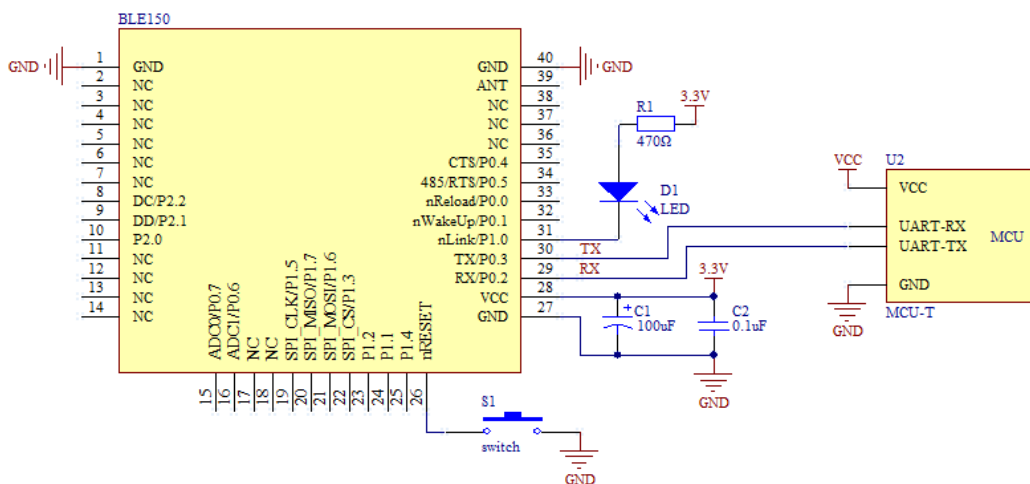 BLE150
GND 1 GND
2 NC
3 NC
4 NC
5 NC
6 NC
7 NC
8 DC/P2.2
9 DD/P2.1
10 P2.0
11 NC
12 NC
13 NC
14 NC
GND 40 GND
ANT 39
NC 38
NC 37
NC 36
CTS/P0.4 35
485/RTS/P0.5 34
nReload/P0.0 33
nWakeUp/P0.1 32
nLink/P1.0 31
TX/P0.3 30
RX/P0.2 29
VCC 28
GND 27
ADC0/P0.7 15
ADC1/P0.6 16
NC 17
NC 18
SPI_CLK/P1.5 19
SPI_MSO/P1.7 20
SPI_MOSI/P1.6 21
SPI_CS/P1.3 22
P1.2 23
P1.1 24
P1.4 25
nRESET 26
R1
470Ω
3.3V
D1
LED
TX
RX
3.3V
+
C1
100uF
C2
0.1uF
GND
S1
switch
GND
VCC
U2
VCC
UART-RX
UART-TX
MCU
GND
GND
MCU-T